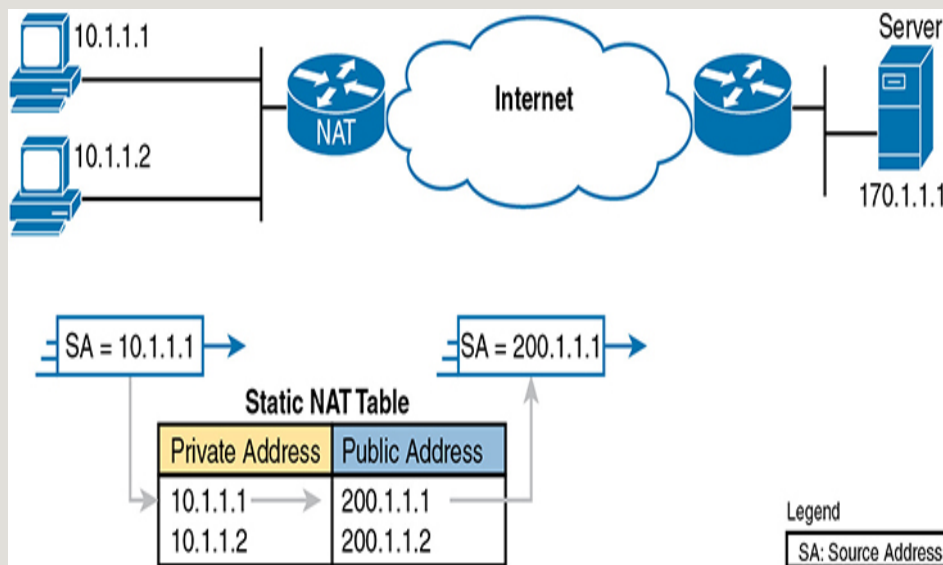 10.1.1.1
Server
Internet
NAT
10.1.1.2
170.1.1.1
SA = 10.1.1.1
SA = 200.1.1.1
Static NAT Table
Private Address Public Address
10.1.1.1 200.1.1.1
10.1.1.2 200.1.1.2
Legend
SA: Source Address